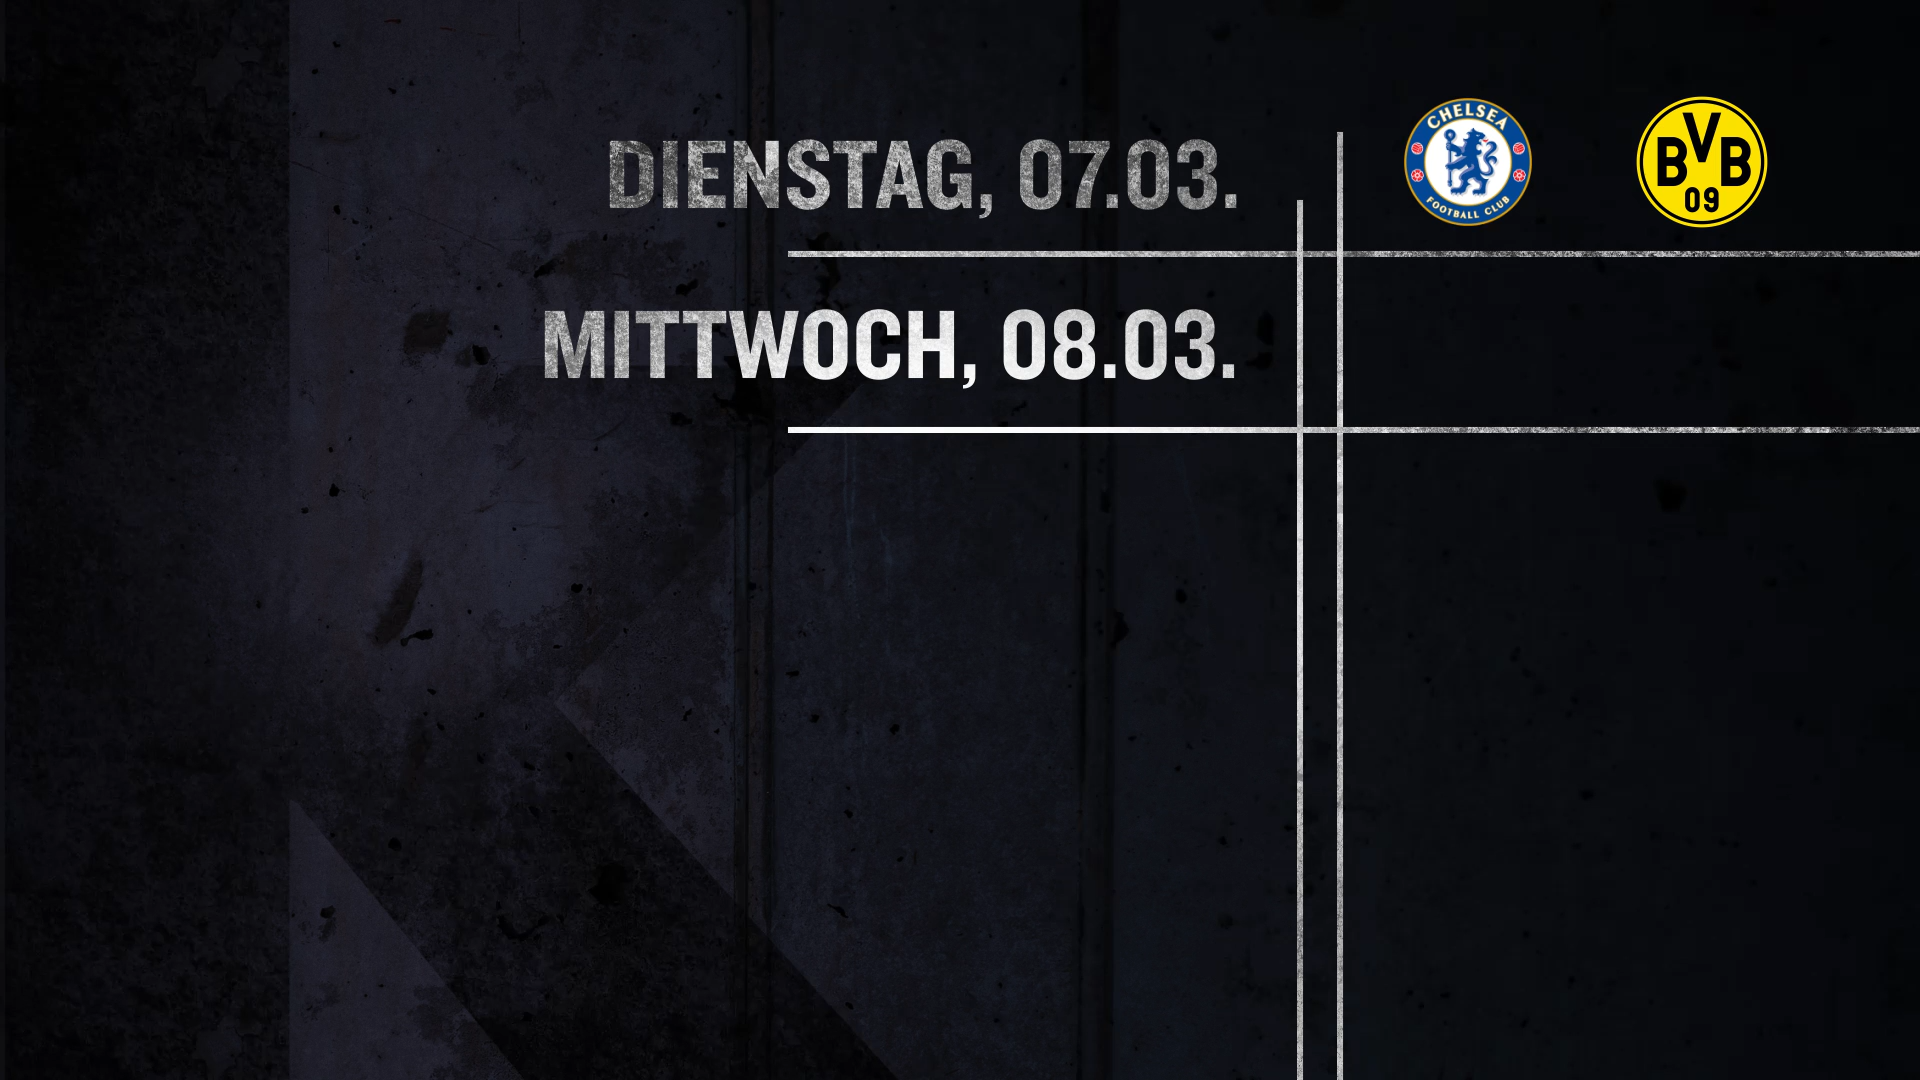 DIENSTAG, 07.03.
CHELSEA
FOOTBALL CLUB
BVB
09
MITTWOCH, 08.03.